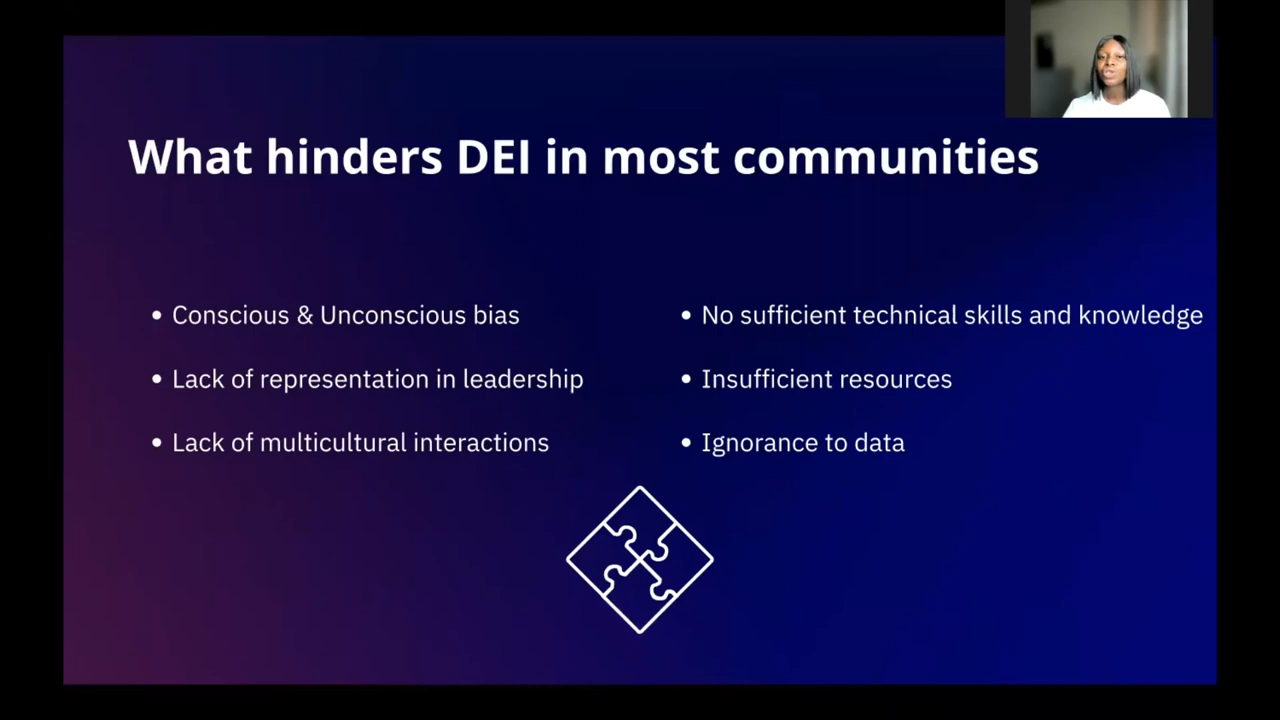 What hinders DEI in most communities
• Conscious & Unconscious bias
• Lack of representation in leadership
• Lack of multicultural interactions
• No sufficient technical skills and knowledge
• Insufficient resources
• Ignorance to data